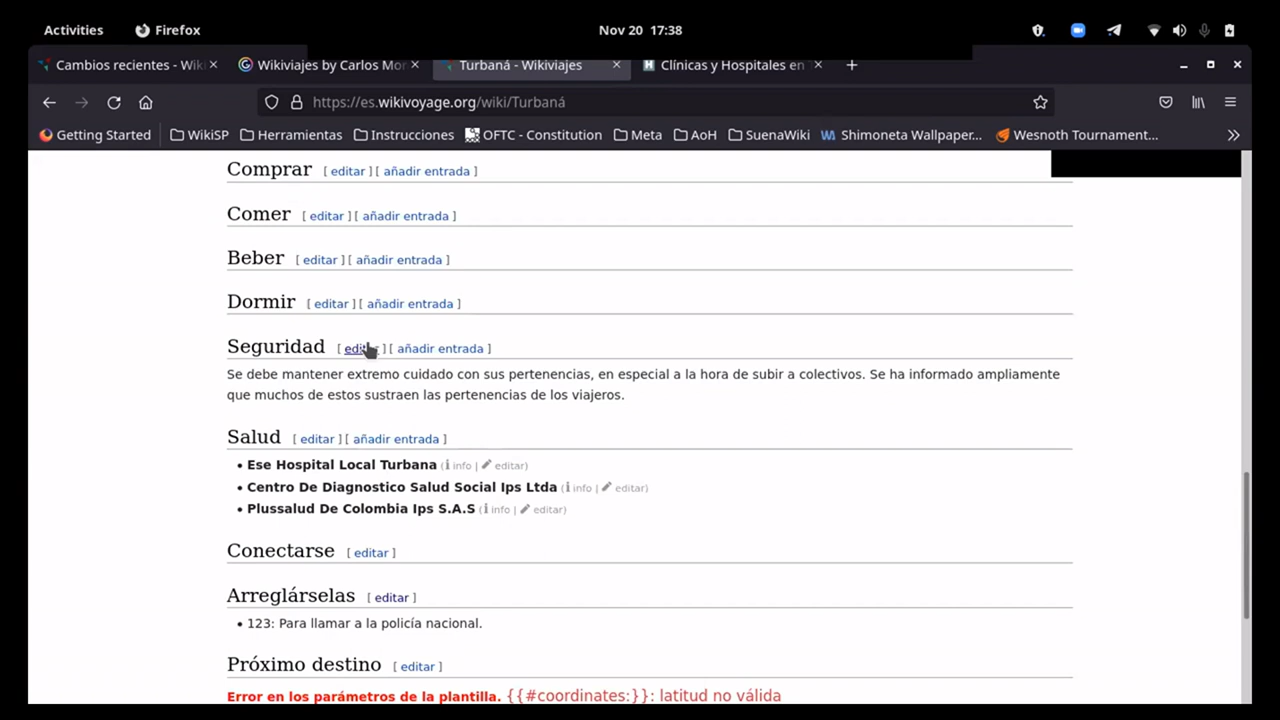 Activities Firefox Nov 20 17:38
Cambios recientes - Wiki Wikiviajes by Carlos Mor Turbaná - Wikiviajes Clínicas y Hospitales en
https://es.wikivoyage.org/wiki/Turbaná
Getting Started WikiSP Herramientas Instrucciones OFTC - Constitution Meta AoH SuenaWiki Shimoneta Wallpaper... Wesnoth Tournament...
Comprar [ editar ] [ añadir entrada ]
Comer [ editar ] [ añadir entrada ]
Beber [ editar ] [ añadir entrada ]
Dormir [ editar ] [ añadir entrada ]
Seguridad [ editar ] [ añadir entrada ]
Se debe mantener extremo cuidado con sus pertenencias, en especial a la hora de subir a colectivos. Se ha informado ampliamente
que muchos de estos sustraen las pertenencias de los viajeros.
Salud [ editar ] [ añadir entrada ]
• Ese Hospital Local Turbana ( info | editar)
• Centro De Diagnostico Salud Social Ips Ltda ( info | editar)
• Plussalud De Colombia Ips S.A.S ( info | editar)
Conectarse [ editar ]
Arreglárselas [ editar ]
• 123: Para llamar a la policía nacional.
Próximo destino [ editar ]
Error en los parámetros de la plantilla. {{#coordinates:}}: latitud no válida